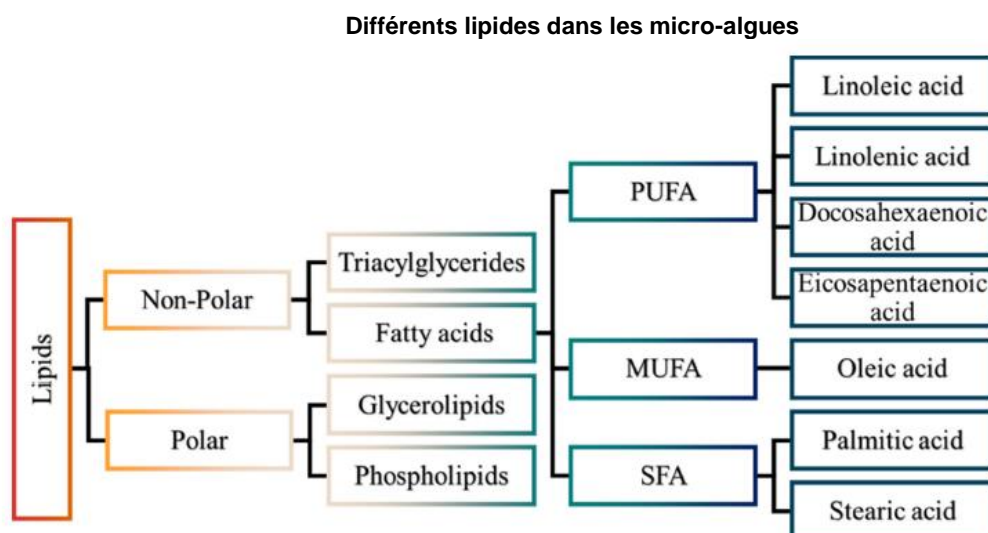 Différents lipides dans les micro-algues
Lipids
Non-Polar
Polar
Triacylglycerides
Fatty acids
Glycerolipids
Phospholipids
PUFA
MUFA
SFA
Linoleic acid
Linolenic acid
Docosahexaenoic
acid
Eicosapentaenoic
acid
Oleic acid
Palmitic acid
Stearic acid